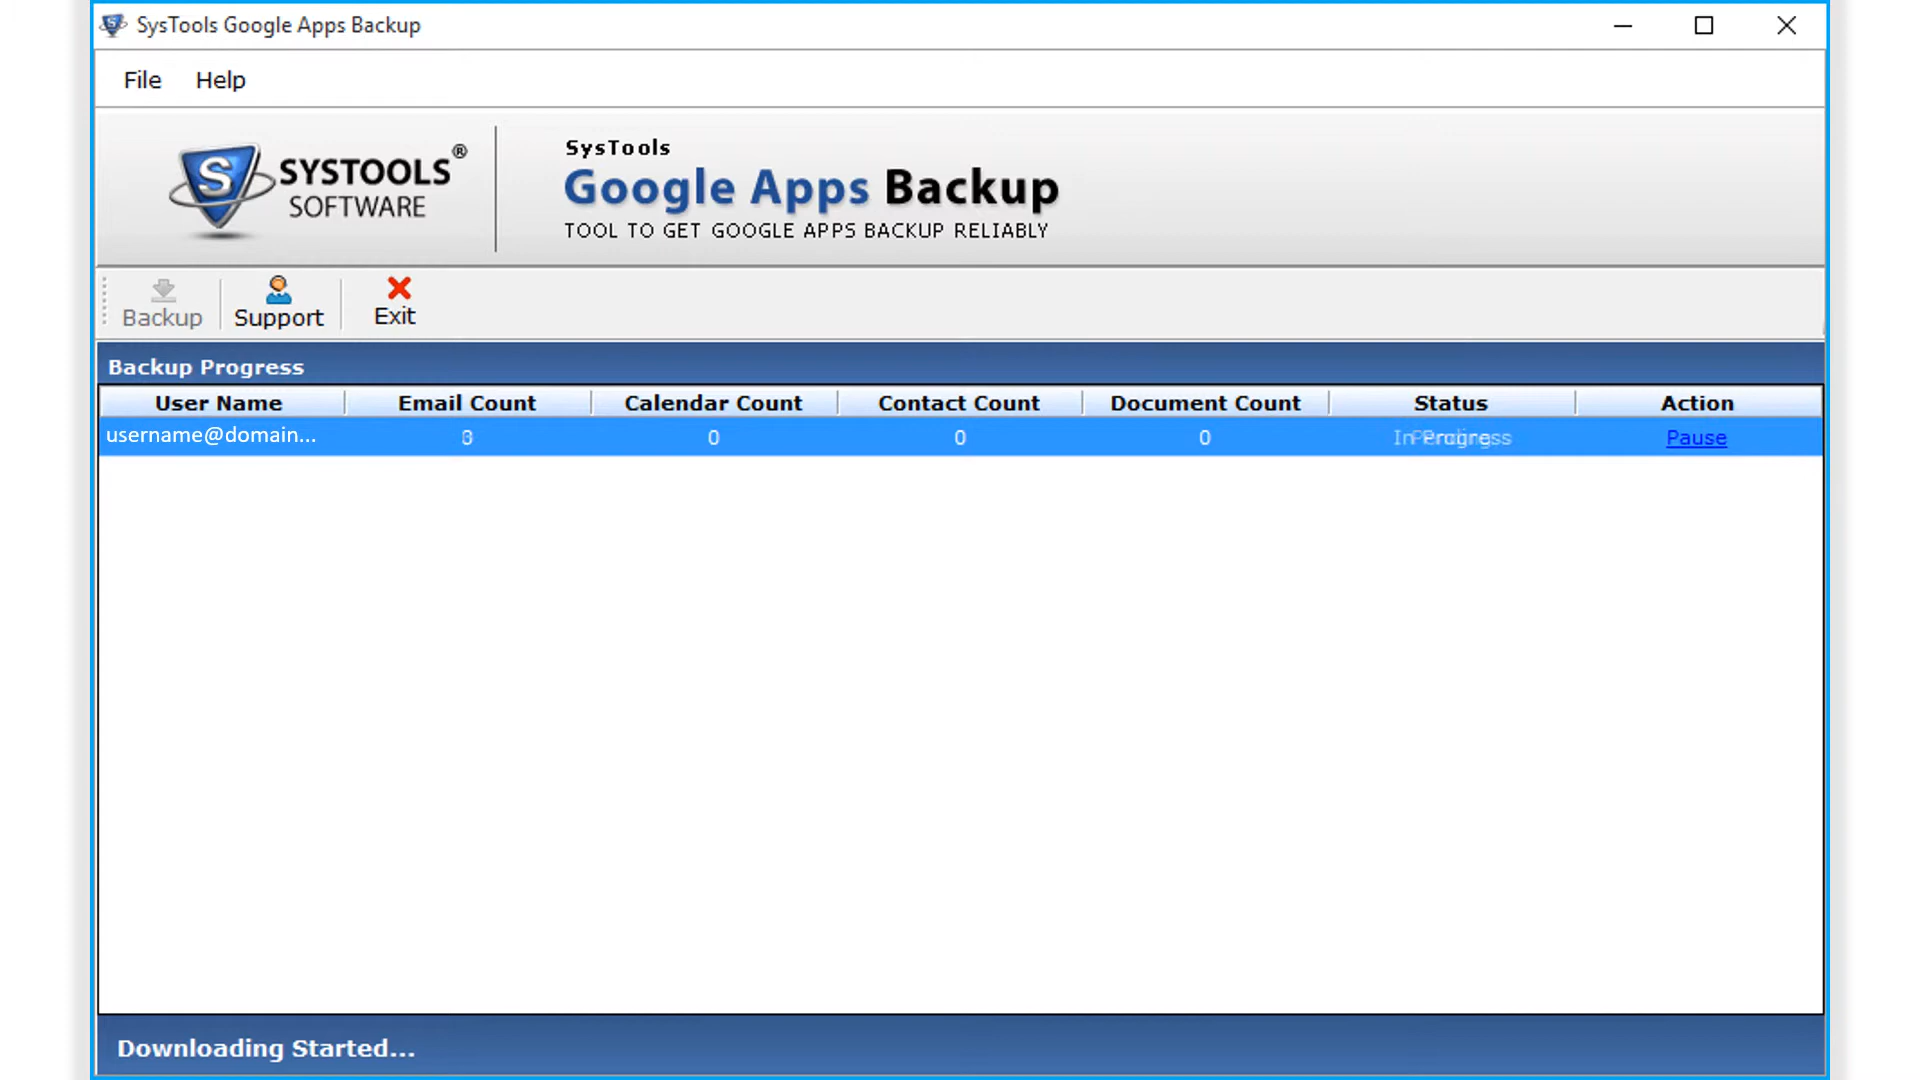 SysTools Google Apps Backup
File Help
SYSTOOLS®
SOFTWARE
SysTools
Google Apps Backup
TOOL TO GET GOOGLE APPS BACKUP RELIABLY
S
Backup Support Exit
Backup Progress
User Name Email Count Calendar Count Contact Count Document Count Status Action
username@domain... 0 0 0 Pause
Downloading Started...